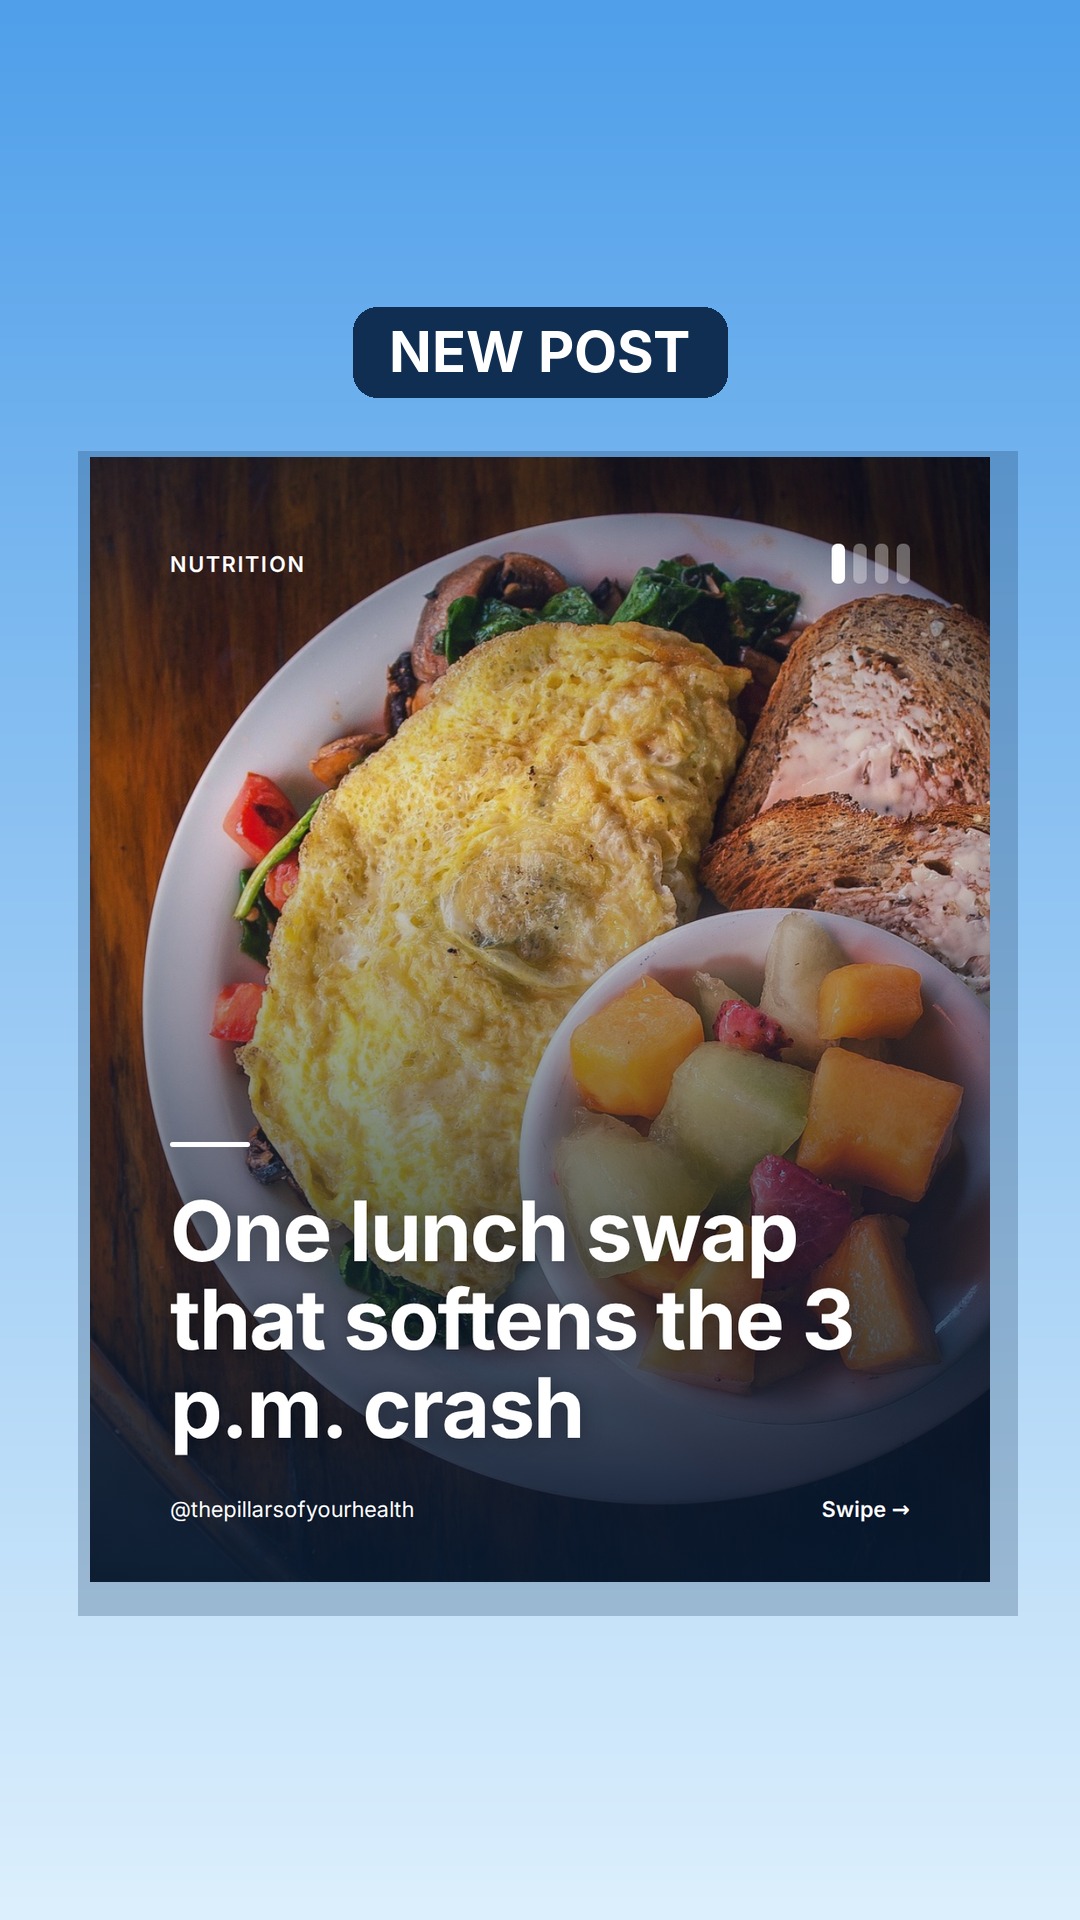 NEW POST
NUTRITION
One lunch swap
that softens the 3
p.m. crash
@thepillarsofyourhealth
Swipe →